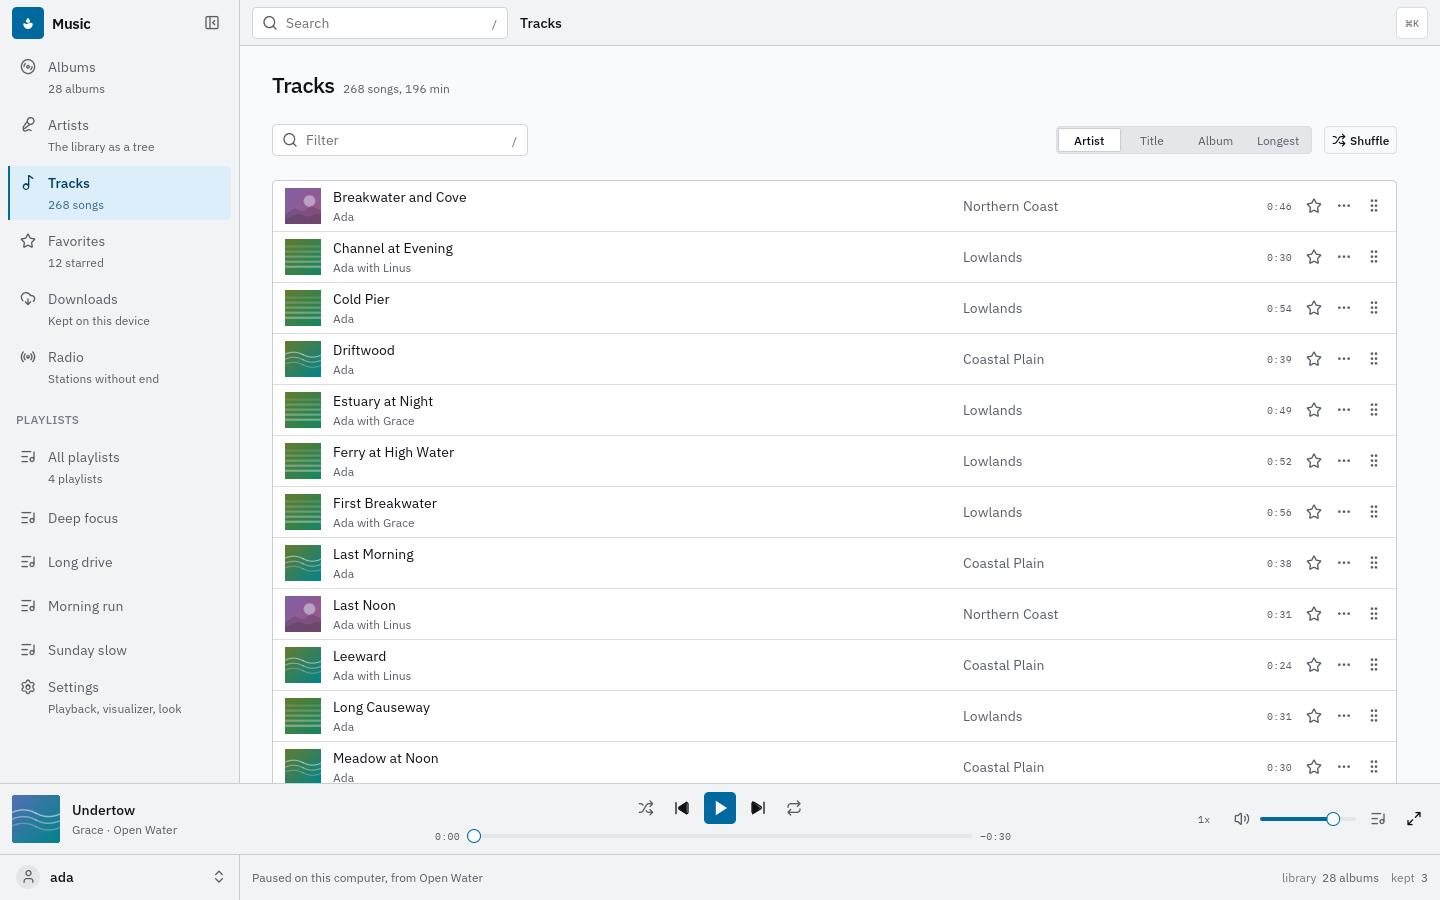 Music
Search /
Tracks
⌘K
Albums
28 albums
Artists
The library as a tree
Tracks
268 songs
Favorites
12 starred
Downloads
Kept on this device
Radio
Stations without end
PLAYLISTS
All playlists
4 playlists
Deep focus
Long drive
Morning run
Sunday slow
Settings
Playback, visualizer, look
Tracks 268 songs, 196 min
Filter /
Artist Title Album Longest Shuffle
Breakwater and Cove
Ada
Northern Coast 0:46
Channel at Evening
Ada with Linus
Lowlands 0:30
Cold Pier
Ada
Lowlands 0:54
Driftwood
Ada
Coastal Plain 0:39
Estuary at Night
Ada with Grace
Lowlands 0:49
Ferry at High Water
Ada
Lowlands 0:52
First Breakwater
Ada with Grace
Lowlands 0:56
Last Morning
Ada
Coastal Plain 0:38
Last Noon
Ada with Linus
Northern Coast 0:31
Leeward
Ada with Linus
Coastal Plain 0:24
Long Causeway
Ada
Lowlands 0:31
Meadow at Noon
Ada
Coastal Plain 0:30
Undertow
Grace · Open Water
0:00 −0:30
1x
ada
Paused on this computer, from Open Water
library 28 albums kept 3